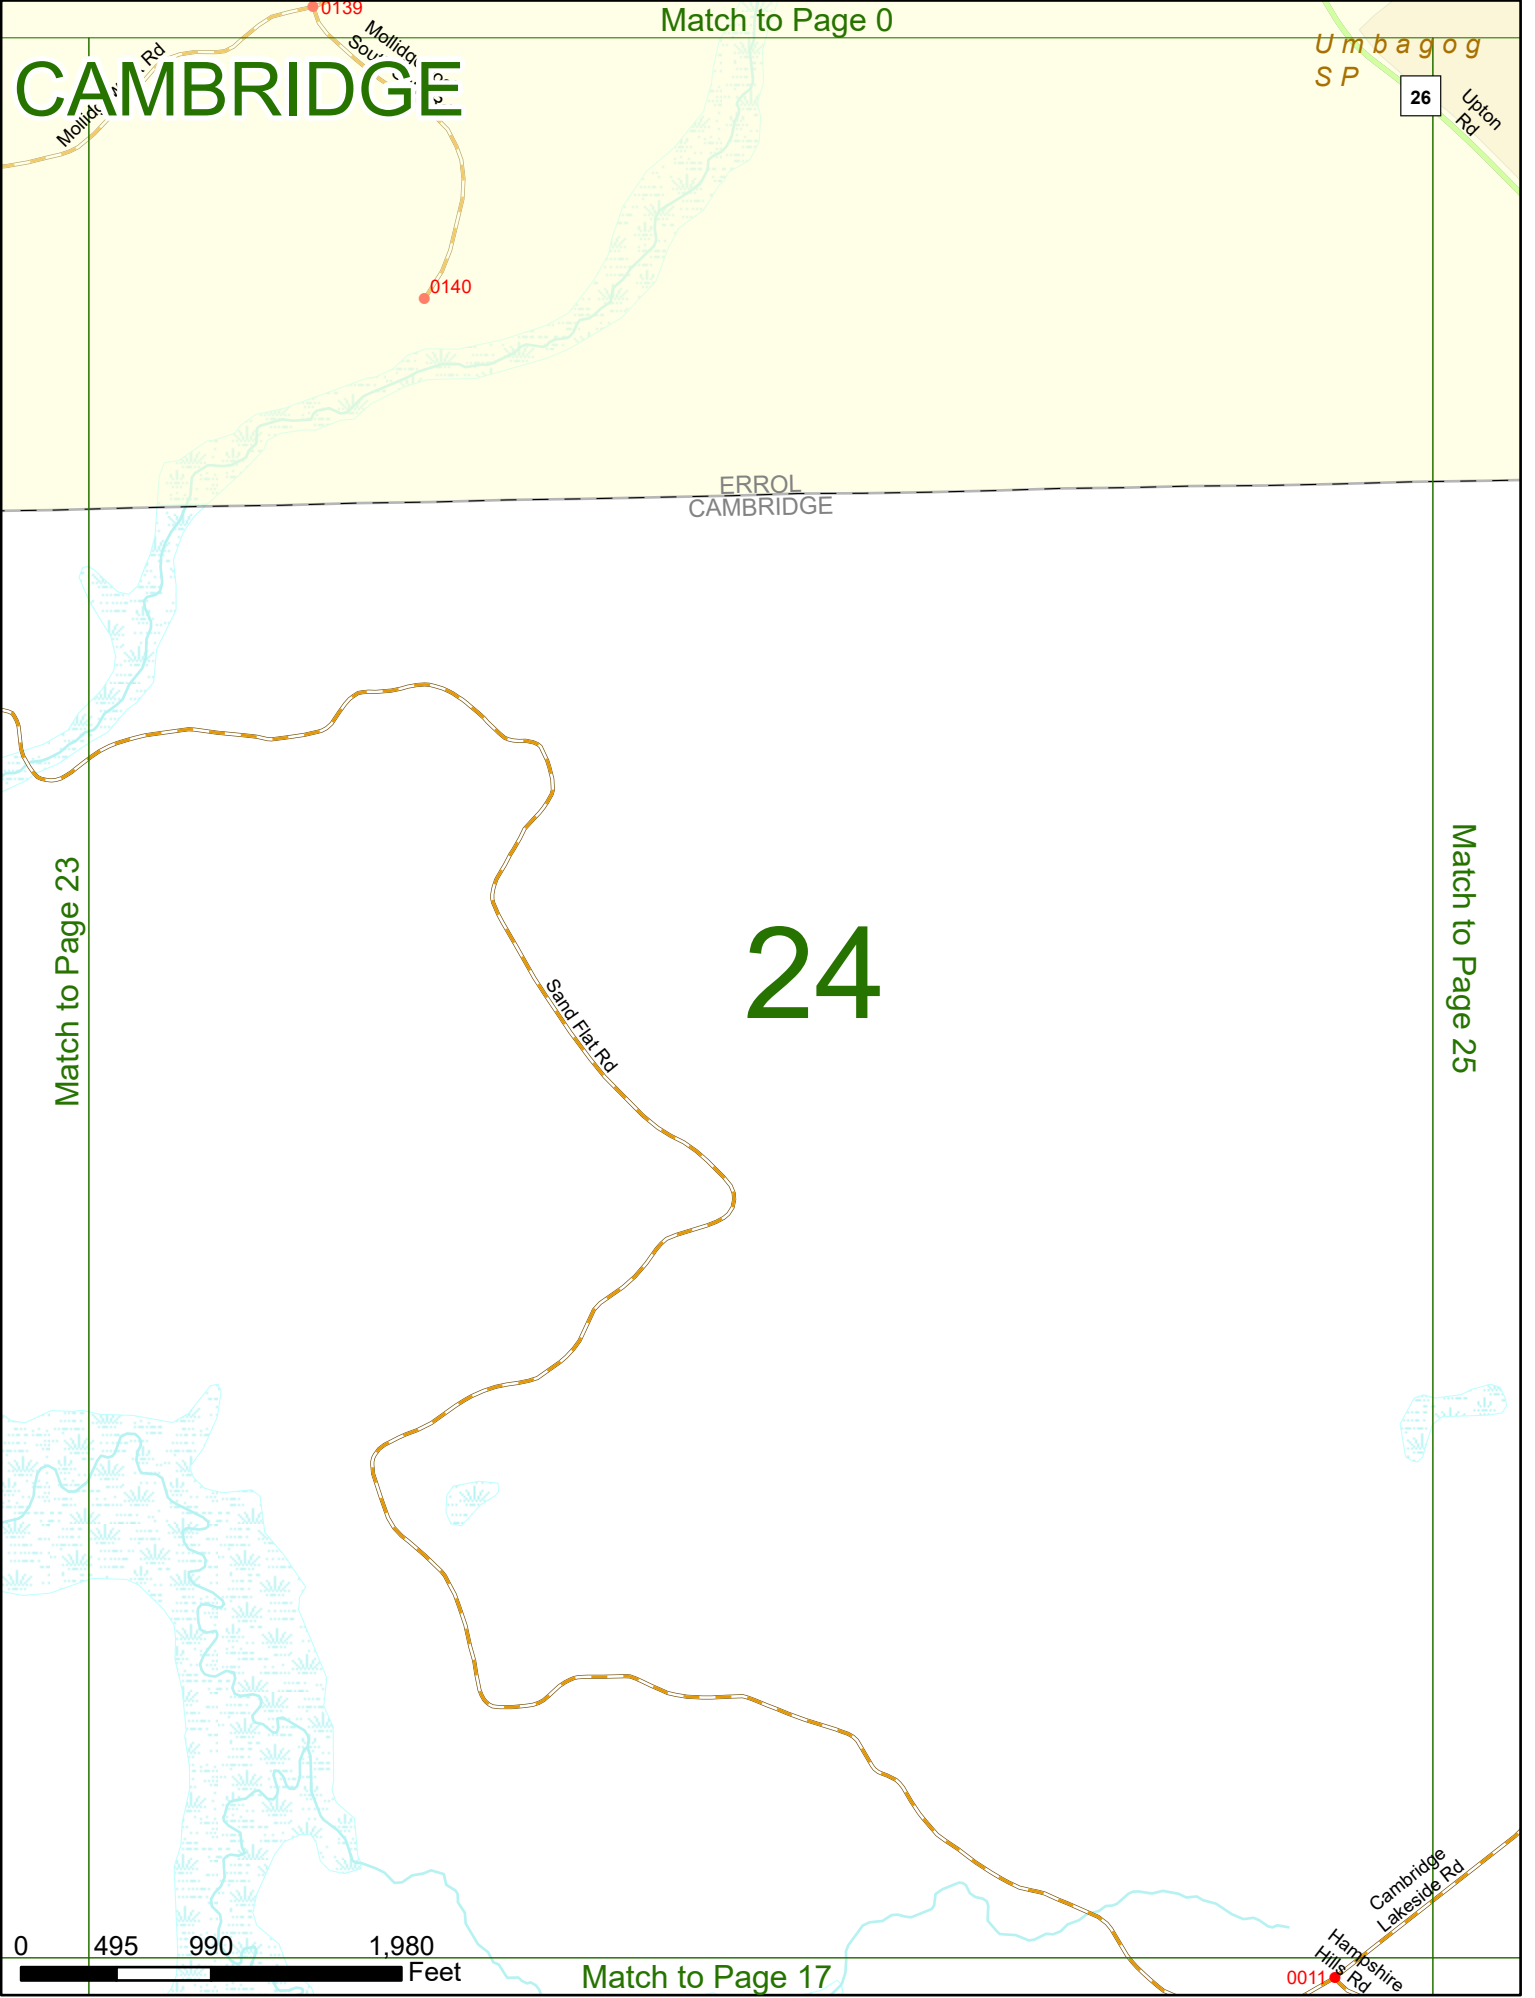 Match to Page 0
0139
CAMBRIDGE
Rd
Umbagog
SP
26
Upton
Rd
0140
ERROL
CAMBRIDGE
Match to Page 23
24
Match to Page 25
Sand Flat Rd
Cambridge
Lakeside Rd
Hampshire
Hills Rd
0011
0 495 990 1,980
Feet
Match to Page 17